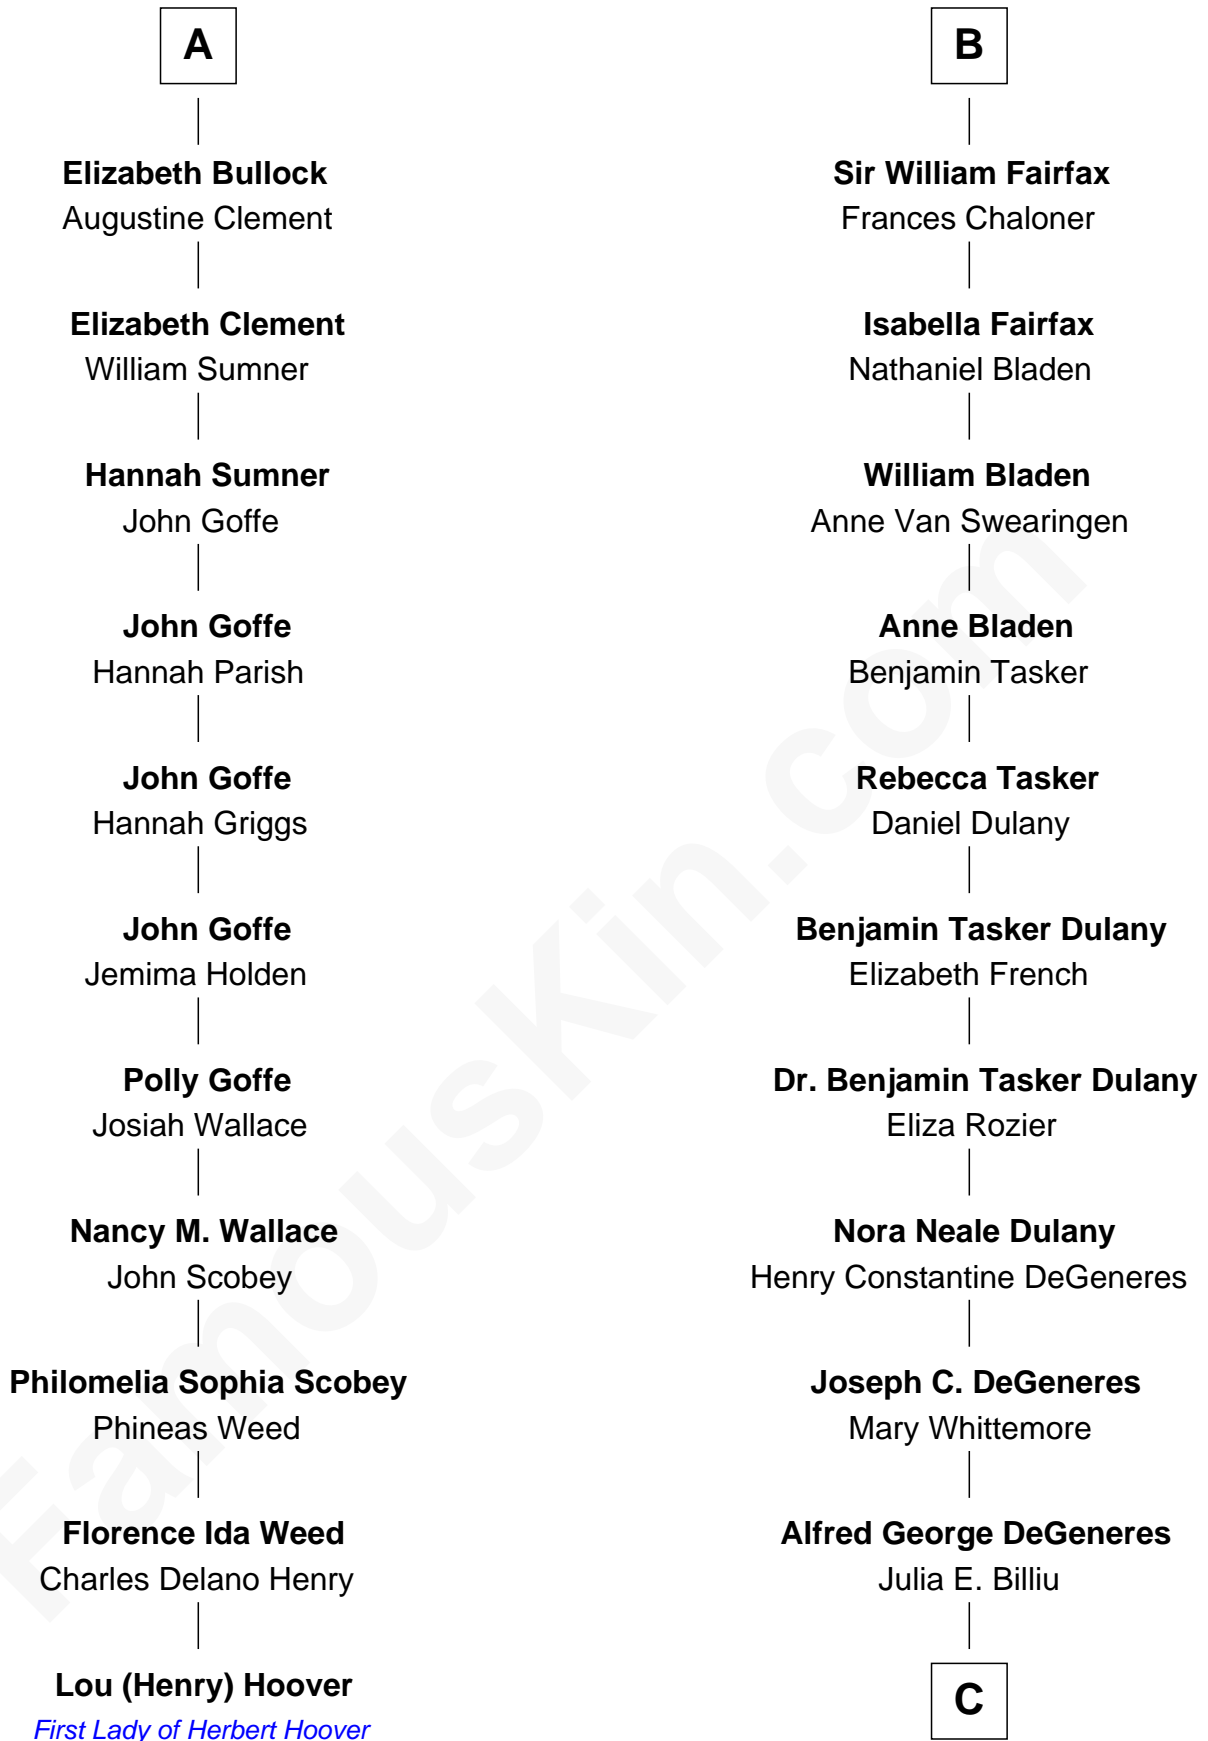 A
Elizabeth Bullock
Augustine Clement
Elizabeth Clement
William Sumner
Hannah Sumner
John Goffe
John Goffe
Hannah Parish
John Goffe
Hannah Griggs
John Goffe
Jemima Holden
Polly Goffe
Josiah Wallace
Nancy M. Wallace
John Scobey
Philomelia Sophia Scobey
Phineas Weed
Florence Ida Weed
Charles Delano Henry
Lou (Henry) Hoover
First Lady of Herbert Hoover
B
Sir William Fairfax
Frances Chaloner
Isabella Fairfax
Nathaniel Bladen
William Bladen
Anne Van Swearingen
Anne Bladen
Benjamin Tasker
Rebecca Tasker
Daniel Dulany
Benjamin Tasker Dulany
Elizabeth French
Dr. Benjamin Tasker Dulany
Eliza Rozier
Nora Neale Dulany
Henry Constantine DeGeneres
Joseph C. DeGeneres
Mary Whittemore
Alfred George DeGeneres
Julia E. Billiu
C
FamousKin.com